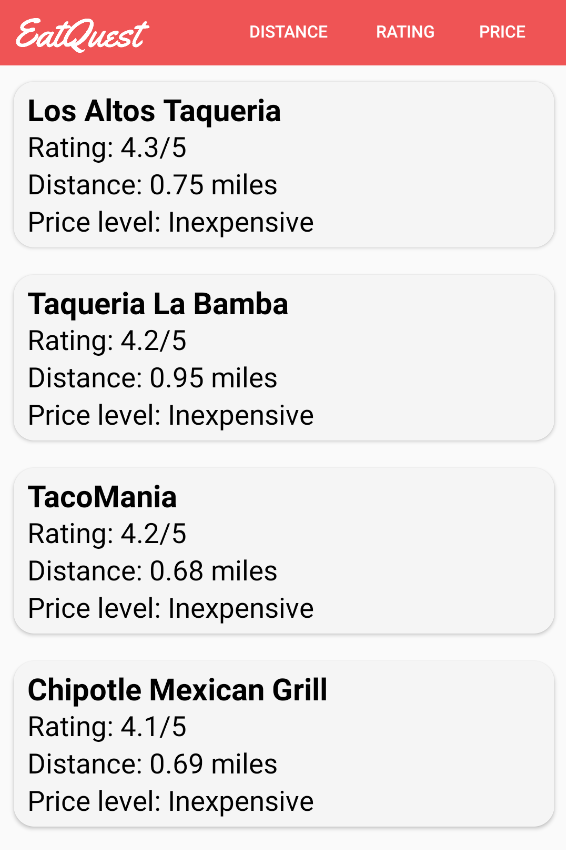 EatQuest DISTANCE RATING PRICE
Los Altos Taqueria
Rating: 4.3/5
Distance: 0.75 miles
Price level: Inexpensive
Taqueria La Bamba
Rating: 4.2/5
Distance: 0.95 miles
Price level: Inexpensive
TacoMania
Rating: 4.2/5
Distance: 0.68 miles
Price level: Inexpensive
Chipotle Mexican Grill
Rating: 4.1/5
Distance: 0.69 miles
Price level: Inexpensive